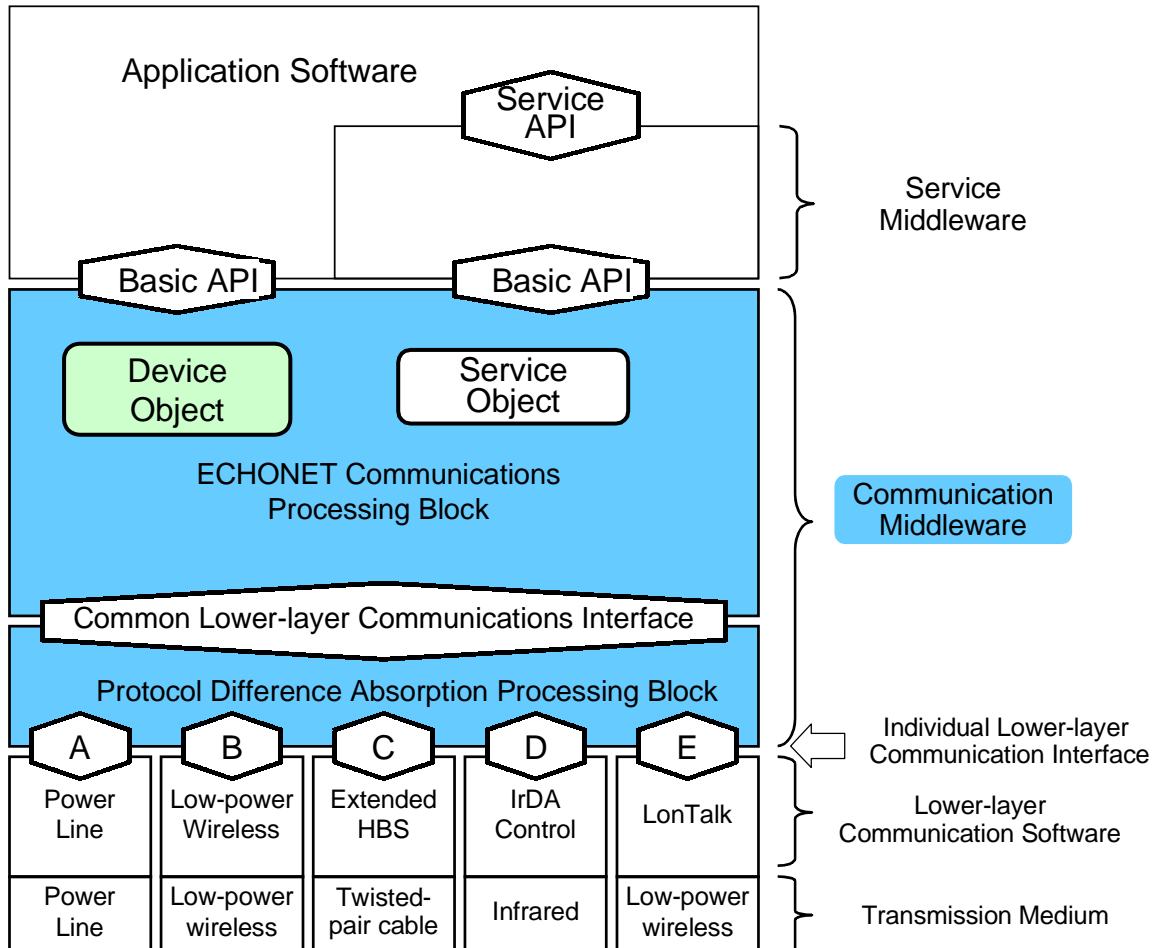 Application Software
Service
API
Service
Middleware
Basic API
Basic API
Device
Object
Service
Object
ECHONET Communications
Processing Block
Communication
Middleware
Common Lower-layer Communications Interface
Protocol Difference Absorption Processing Block
A
B
C
D
E
Individual Lower-layer
Communication Interface
Power
Line
Low-power
Wireless
Extended
HBS
IrDA
Control
LonTalk
Lower-layer
Communication Software
Power
Line
Low-power
wireless
Twisted-
pair cable
Infrared
Low-power
wireless
Transmission Medium